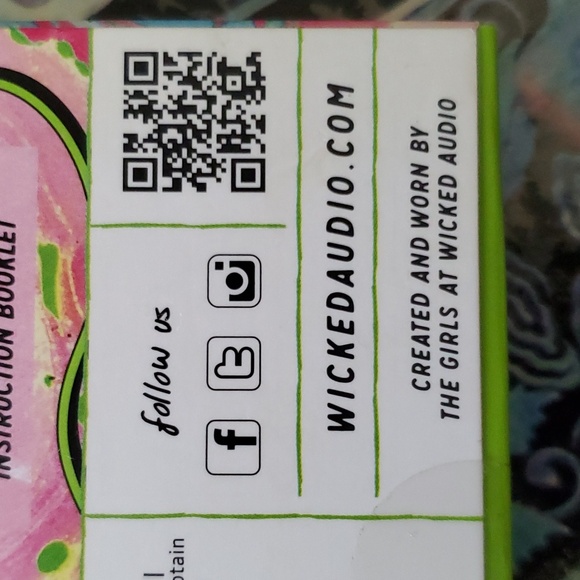 INSTRUCTION BOOKLET
follow us
WICKEDAUDIO.COM
CREATED AND WORN BY
THE GIRLS AT WICKED AUDIO